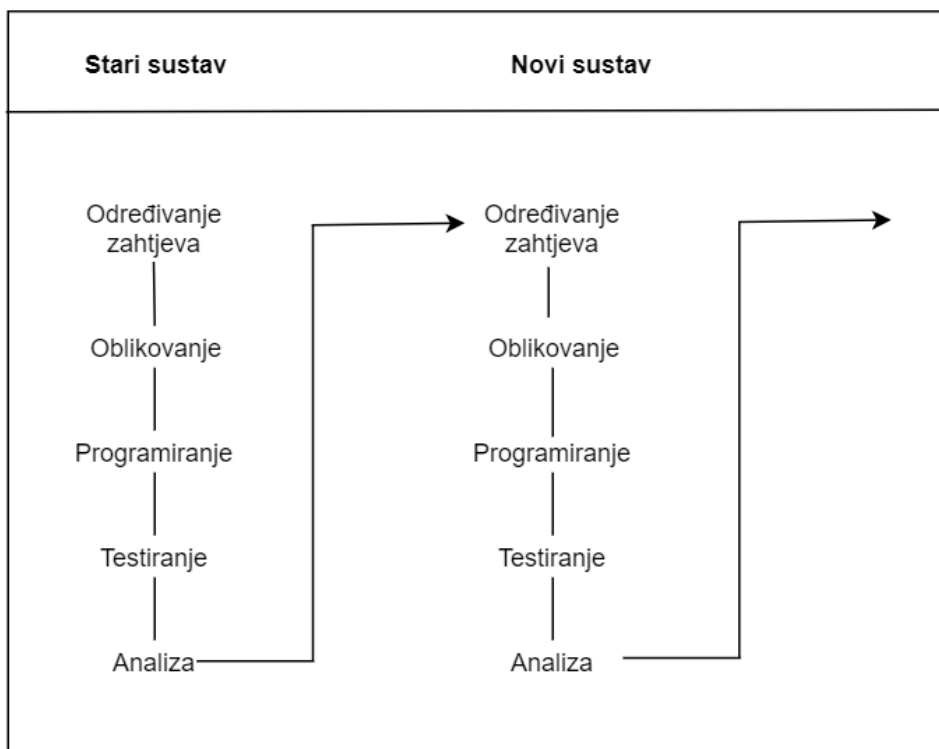 Stari sustav
Novi sustav
Određivanje
zahtjeva
Oblikovanje
Programiranje
Testiranje
Analiza
Određivanje
zahtjeva
Oblikovanje
Programiranje
Testiranje
Analiza